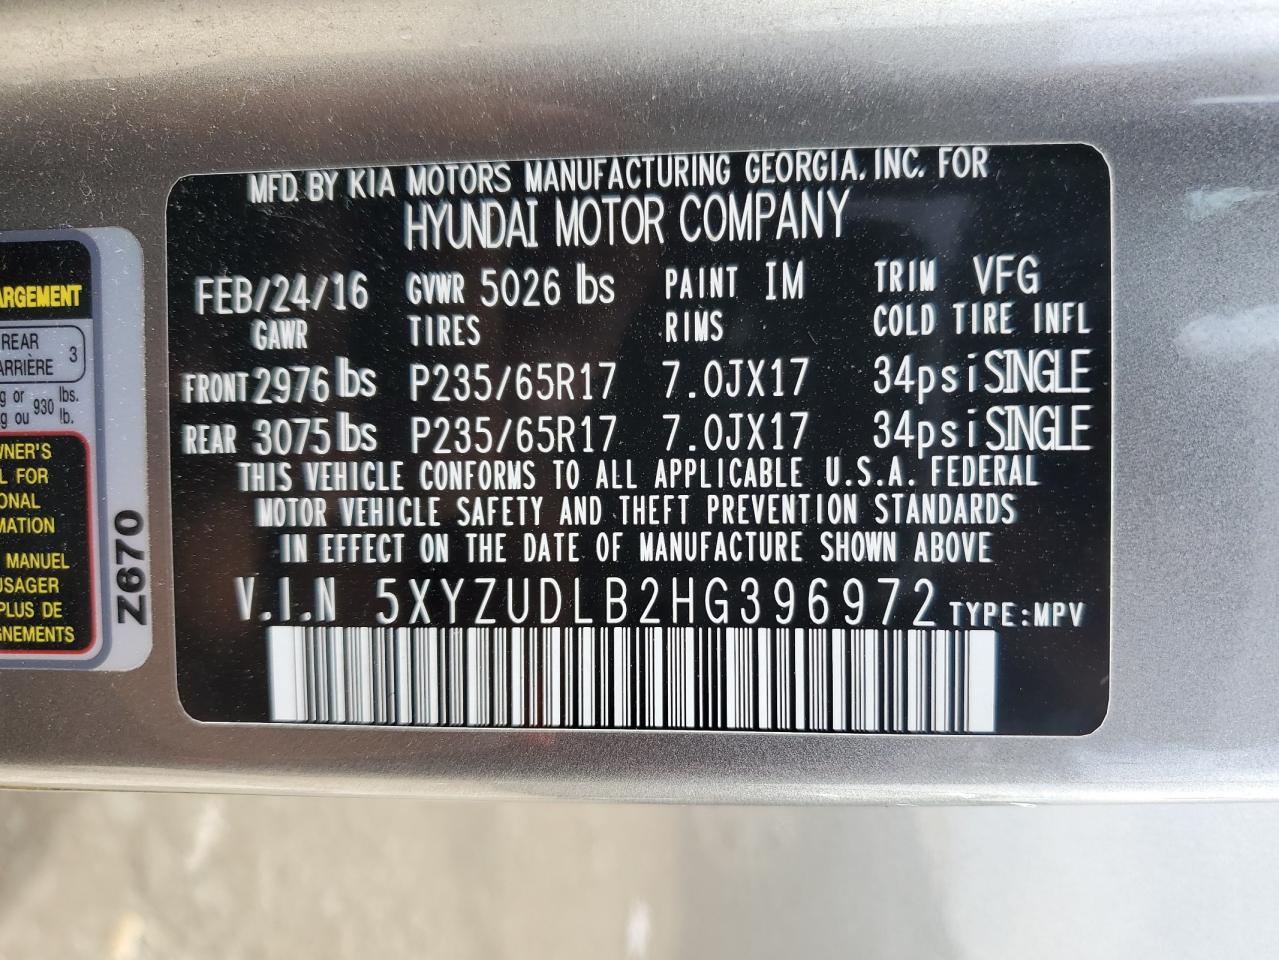 MFD. BY KIA MOTORS MANUFACTURING GEORGIA, INC. FOR
HYUNDAI MOTOR COMPANY
FEB/24/16 GVWR 5026 lbs PAINT IM TRIM VFG
GAWR TIRES RIMS COLD TIRE INFL
FRONT 2976 lbs P235/65R17 7.0JX17 34psi SINGLE
REAR 3075 lbs P235/65R17 7.0JX17 34psi SINGLE
THIS VEHICLE CONFORMS TO ALL APPLICABLE U.S.A. FEDERAL
MOTOR VEHICLE SAFETY AND THEFT PREVENTION STANDARDS
IN EFFECT ON THE DATE OF MANUFACTURE SHOWN ABOVE
V.I.N 5XYZUDLB2HG396972 TYPE:MPV
ARGEMENT
REAR
ARRIÈRE 3
g or 930 lbs.
g ou lb.
WNER'S
L FOR
ONAL
MATION
MANUEL
USAGER
PLUS DE
GNEMENTS
Z670